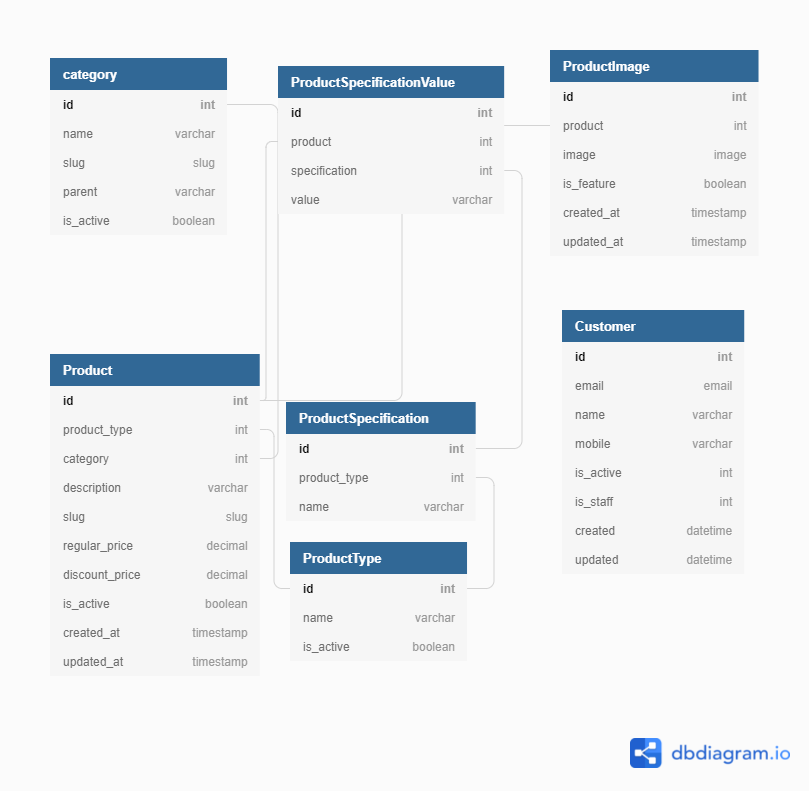 category
id int
name varchar
slug slug
parent varchar
is_active boolean
ProductSpecificationValue
id int
product int
specification int
value varchar
ProductImage
id int
product int
image image
is_feature boolean
created_at timestamp
updated_at timestamp
Product
id int
product_type int
category int
description varchar
slug slug
regular_price decimal
discount_price decimal
is_active boolean
created_at timestamp
updated_at timestamp
ProductSpecification
id int
product_type int
name varchar
ProductType
id int
name varchar
is_active boolean
Customer
id int
email email
name varchar
mobile varchar
is_active int
is_staff int
created datetime
updated datetime
dbdiagram.io